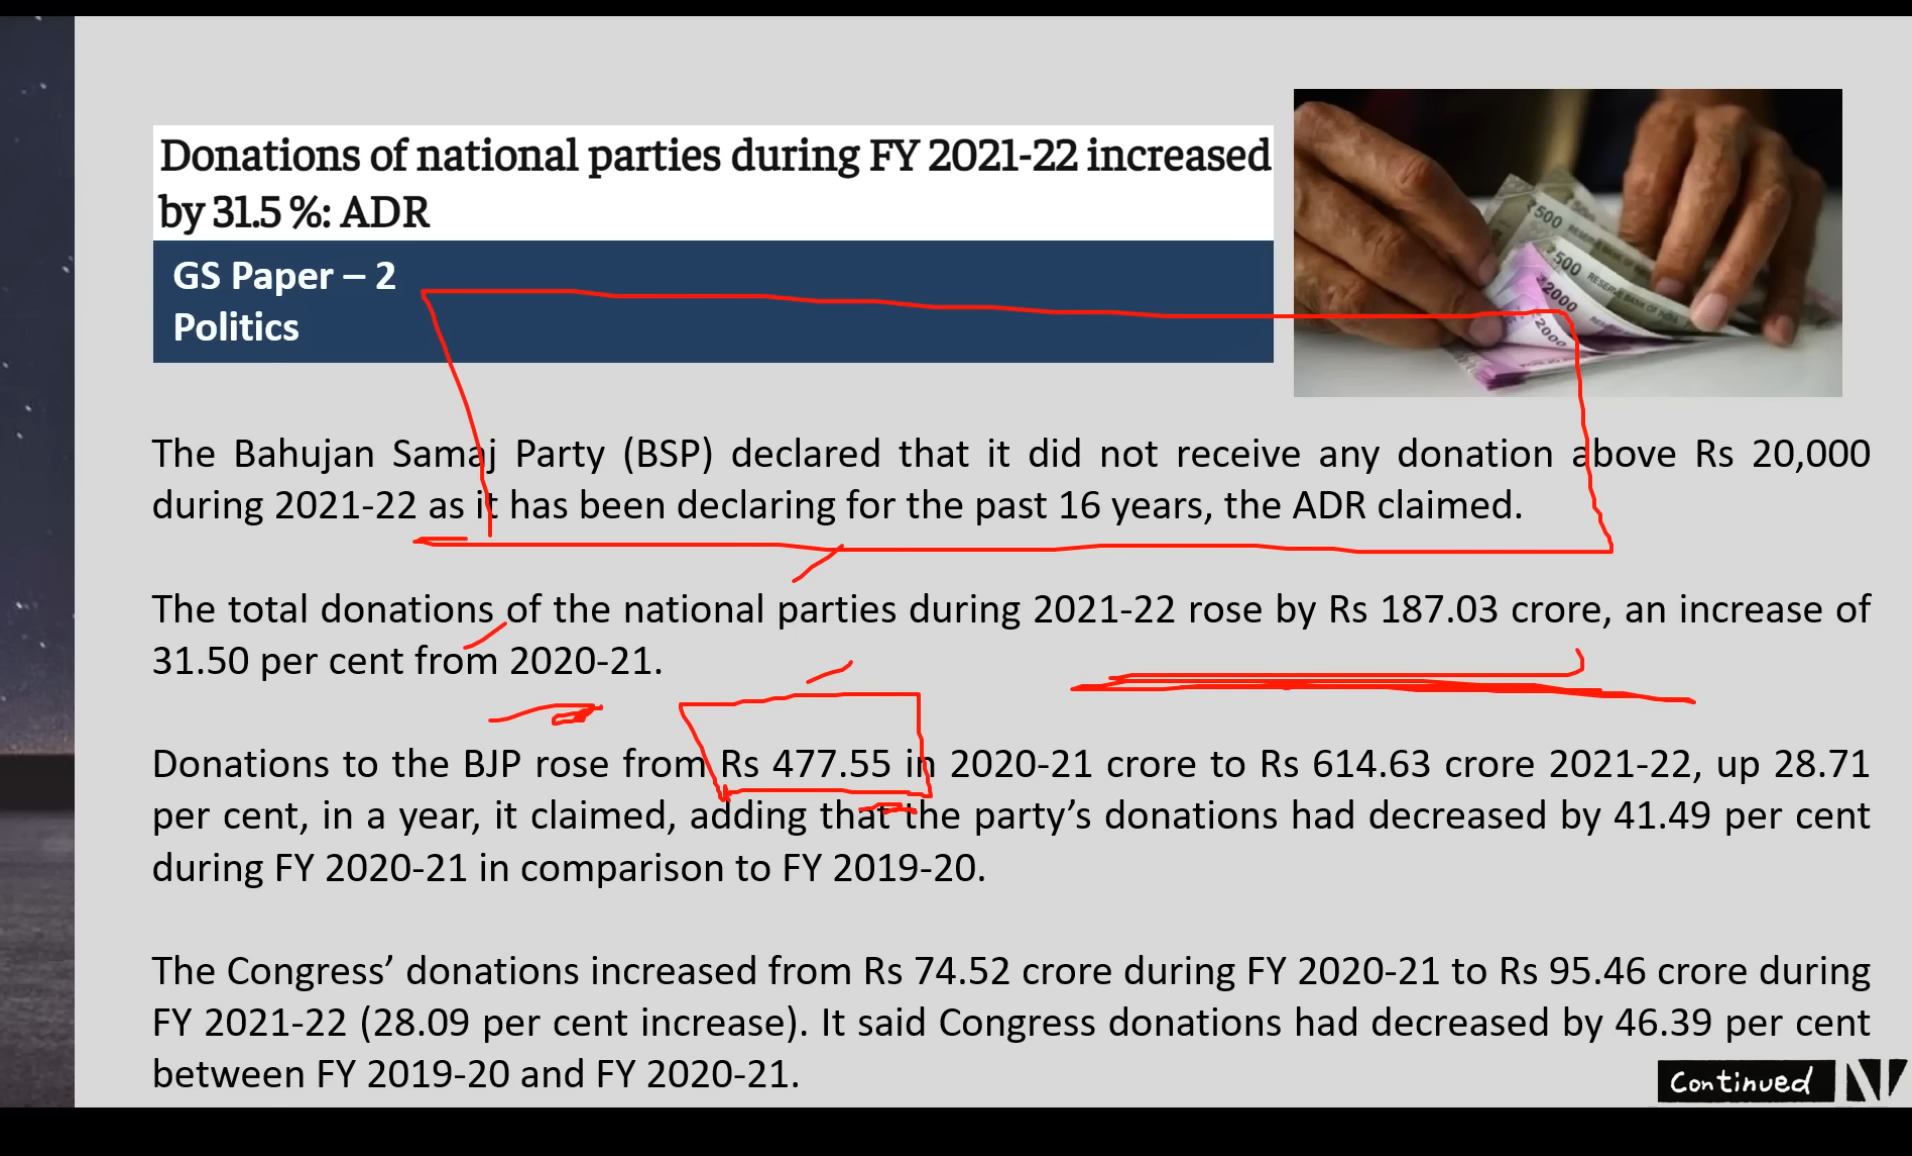 Donations of national parties during FY 2021-22 increased
by 31.5 %: ADR
GS Paper – 2
Politics
₹500
₹500
₹2000
₹2000
The Bahujan Samaj Party (BSP) declared that it did not receive any donation above Rs 20,000
during 2021-22 as it has been declaring for the past 16 years, the ADR claimed.
The total donations of the national parties during 2021-22 rose by Rs 187.03 crore, an increase of
31.50 per cent from 2020-21.
Donations to the BJP rose from Rs 477.55 in 2020-21 crore to Rs 614.63 crore 2021-22, up 28.71
per cent, in a year, it claimed, adding that the party’s donations had decreased by 41.49 per cent
during FY 2020-21 in comparison to FY 2019-20.
The Congress’ donations increased from Rs 74.52 crore during FY 2020-21 to Rs 95.46 crore during
FY 2021-22 (28.09 per cent increase). It said Congress donations had decreased by 46.39 per cent
between FY 2019-20 and FY 2020-21.
Continued